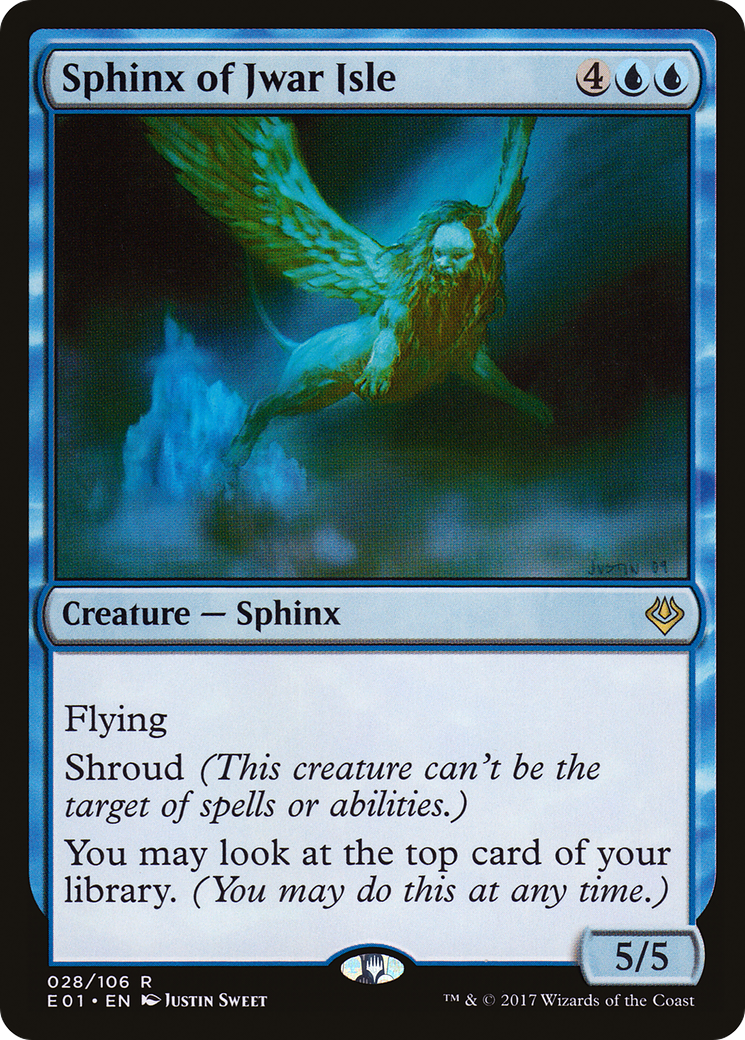 Sphinx of Jwar Isle 4
JUSTIN 09
Creature — Sphinx
Flying
Shroud (This creature can't be the
target of spells or abilities.)
You may look at the top card of your
library. (You may do this at any time.)
5/5
028/106 R
E01 • EN Justin Sweet
™ & © 2017 Wizards of the Coast